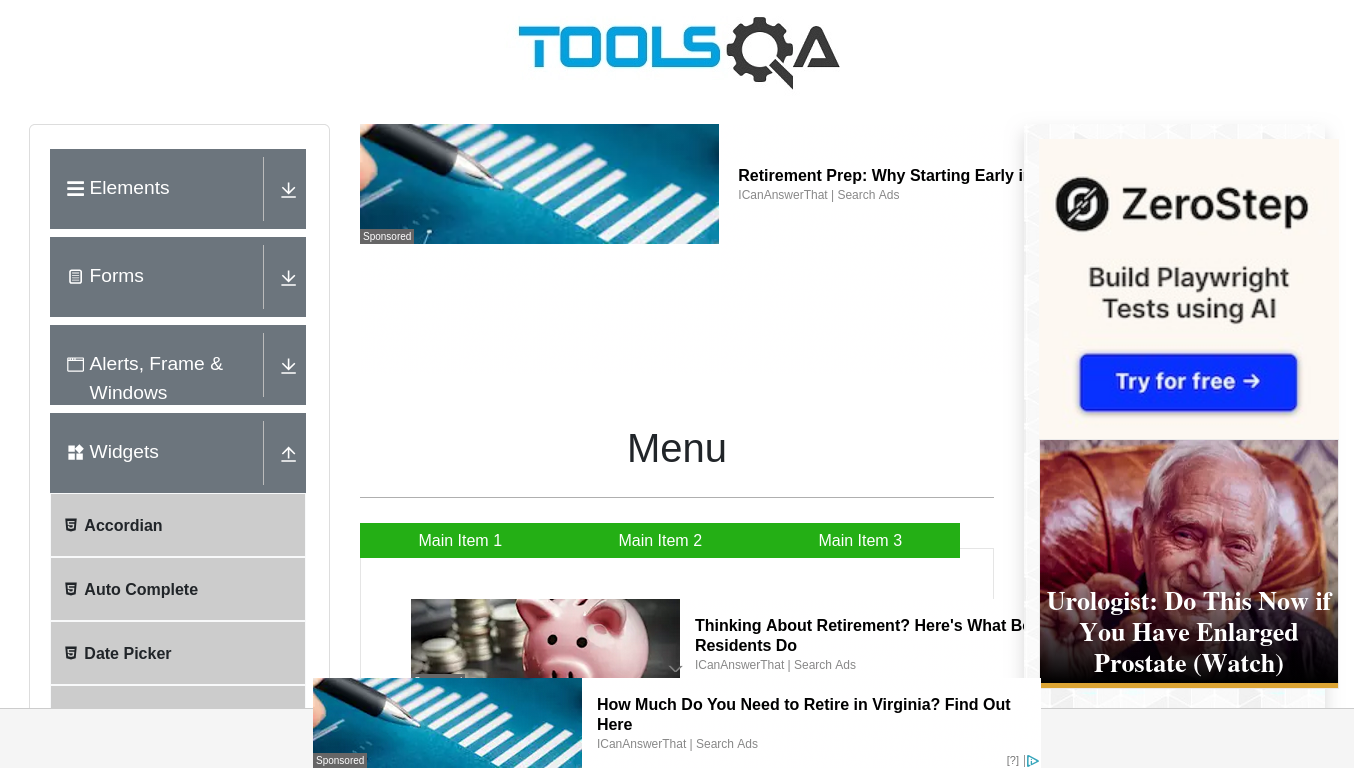 TOOLSQA
Elements
Forms
Alerts, Frame &
Windows
Widgets
Accordian
Auto Complete
Date Picker
Sponsored
Retirement Prep: Why Starting Early i
ICanAnswerThat | Search Ads
Menu
Main Item 1
Main Item 2
Main Item 3
Thinking About Retirement? Here's What Be
Residents Do
ICanAnswerThat | Search Ads
How Much Do You Need to Retire in Virginia? Find Out
Here
ICanAnswerThat | Search Ads
Sponsored
[?]
ZeroStep
Build Playwright
Tests using AI
Try for free →
Urologist: Do This Now if
You Have Enlarged
Prostate (Watch)